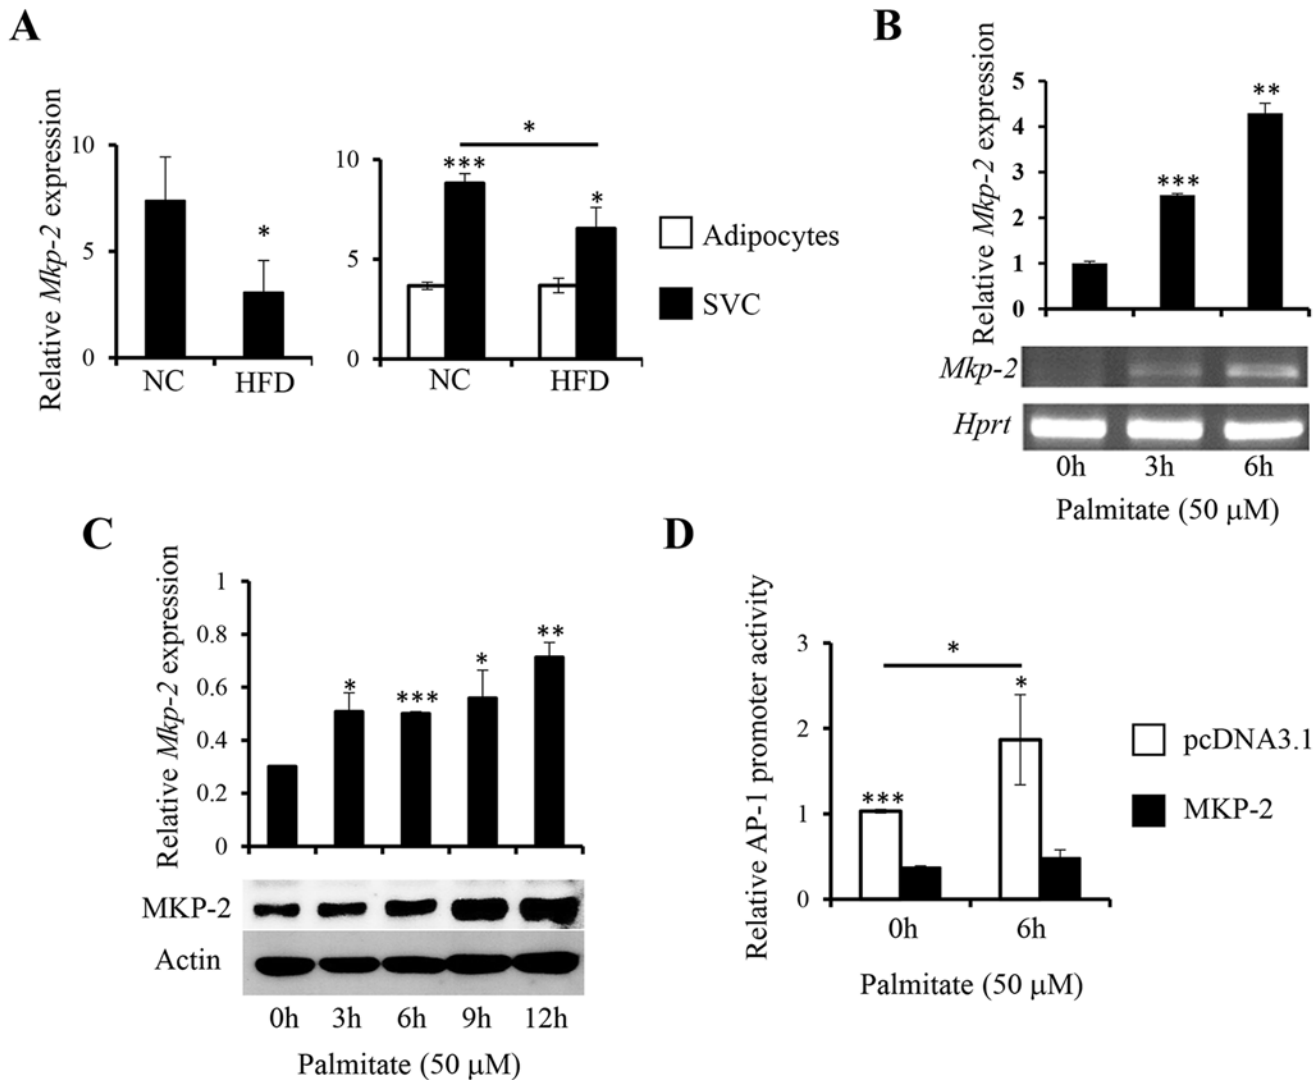 A
Relative Mkp-2 expression
10
5
0
*
NC
HFD
10
5
0
*
***
*
NC
HFD
Adipocytes
SVC
B
Relative Mkp-2 expression
5
4
3
2
1
0
***
**
Mkp-2
Hprt
0h
3h
6h
Palmitate (50 μM)
C
Relative Mkp-2 expression
1
0.8
0.6
0.4
0.2
0
*
***
*
**
MKP-2
Actin
0h
3h
6h
9h
12h
Palmitate (50 μM)
D
Relative AP-1 promoter activity
3
2
1
0
*
***
*
0h
6h
Palmitate (50 μM)
pcDNA3.1
MKP-2